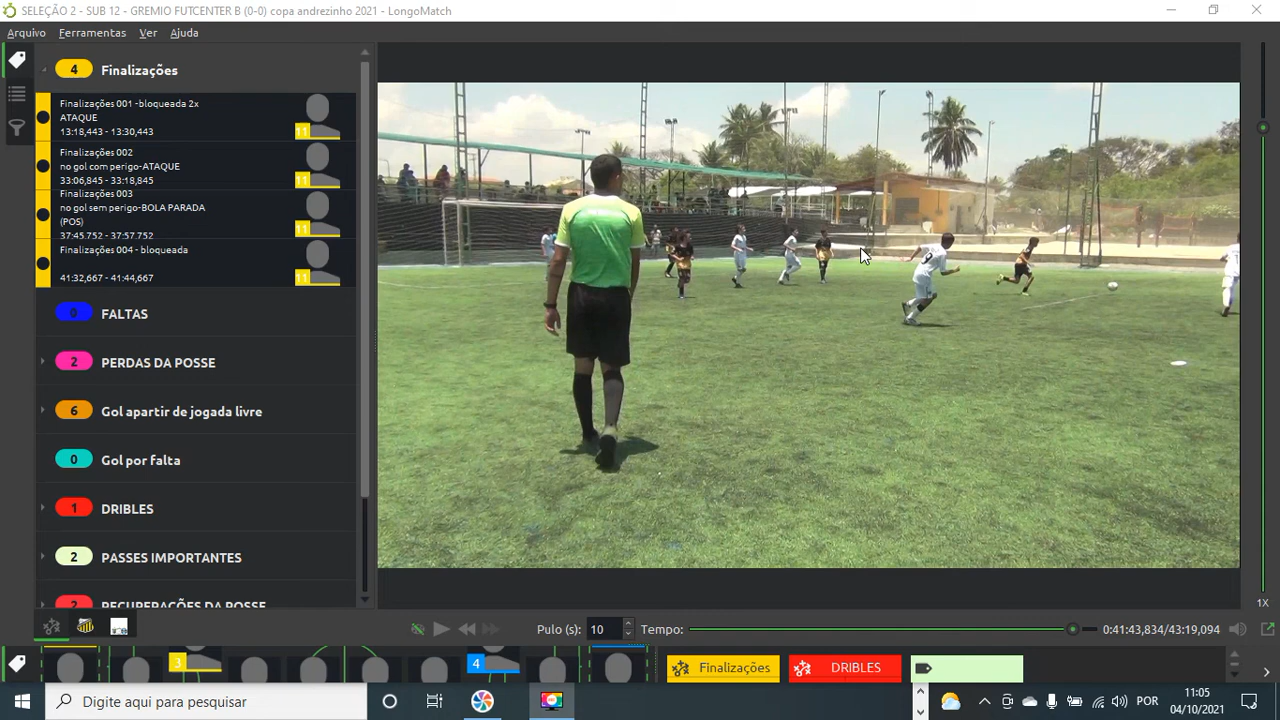 SELEÇÃO 2 - SUB 12 - GREMIO FUTCENTER B (0-0) copa andrezinho 2021 - LongoMatch
Arquivo Ferramentas Ver Ajuda
4 Finalizações
Finalizações 001 -bloqueada 2x
ATAQUE
13:18,443 - 13:30,443
11
Finalizações 002
no gol com perigo-ATAQUE
33:06,845 - 33:18,845
11
Finalizações 003
no gol sem perigo-BOLA PARADA
(POS)
37:45,752 - 37:57,752
11
Finalizações 004 - bloqueada
41:32,667 - 41:44,667
11
0 FALTAS
2 PERDAS DA POSSE
6 Gol apartir de jogada livre
0 Gol por falta
1 DRIBLES
2 PASSES IMPORTANTES
2 RECUPERAÇÕES DA POSSE
9
1X
Pulo (s): 10 Tempo: 0:41:43,834/43:19,094
3 4 Finalizações DRIBLES
Digite aqui para pesquisar
POR
11:05
04/10/2021